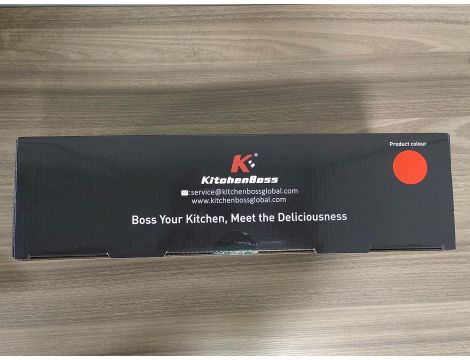 Product colour
K
KitchenBoss
:service@kitchenbossglobal.com
www.kitchenbossglobal.com
Boss Your Kitchen, Meet the Deliciousness